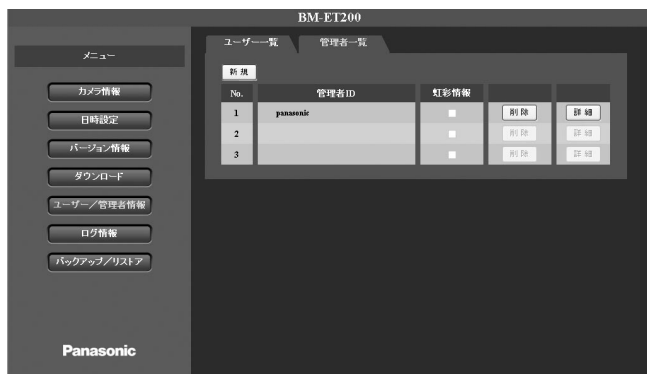 BM-ET200
メニュー
カメラ情報
日時設定
バージョン情報
ダウンロード
ユーザー／管理者情報
ログ情報
バックアップ／リストア
Panasonic
ユーザー一覧 管理者一覧
新規
No. 管理者ID 虹彩情報
1 panasonic 削除 詳細
2 削除 詳細
3 削除 詳細